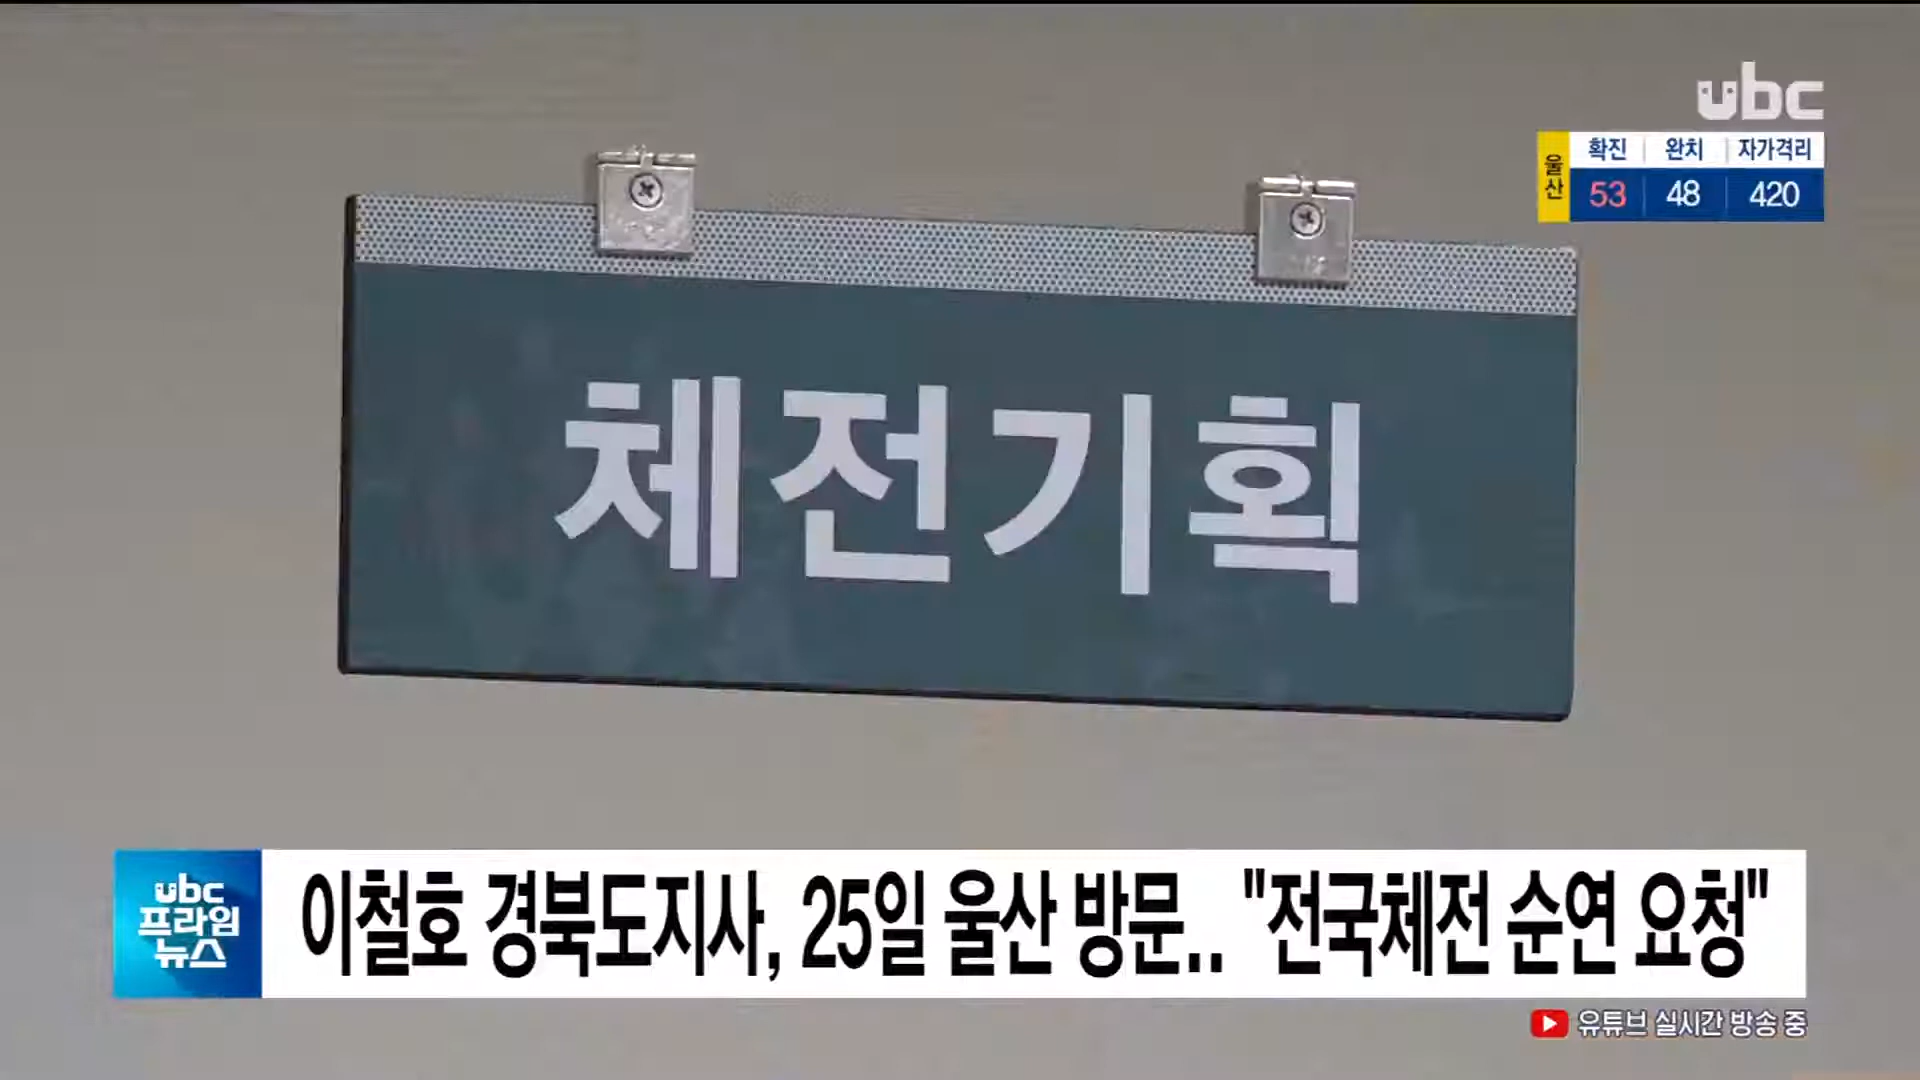 ubc
울산
확진 완치 자가격리
53 48 420
체전기획
ubc
프라임
뉴스
이철호 경북도지사, 25일 울산 방문.. "전국체전 순연 요청"
유튜브 실시간 방송 중